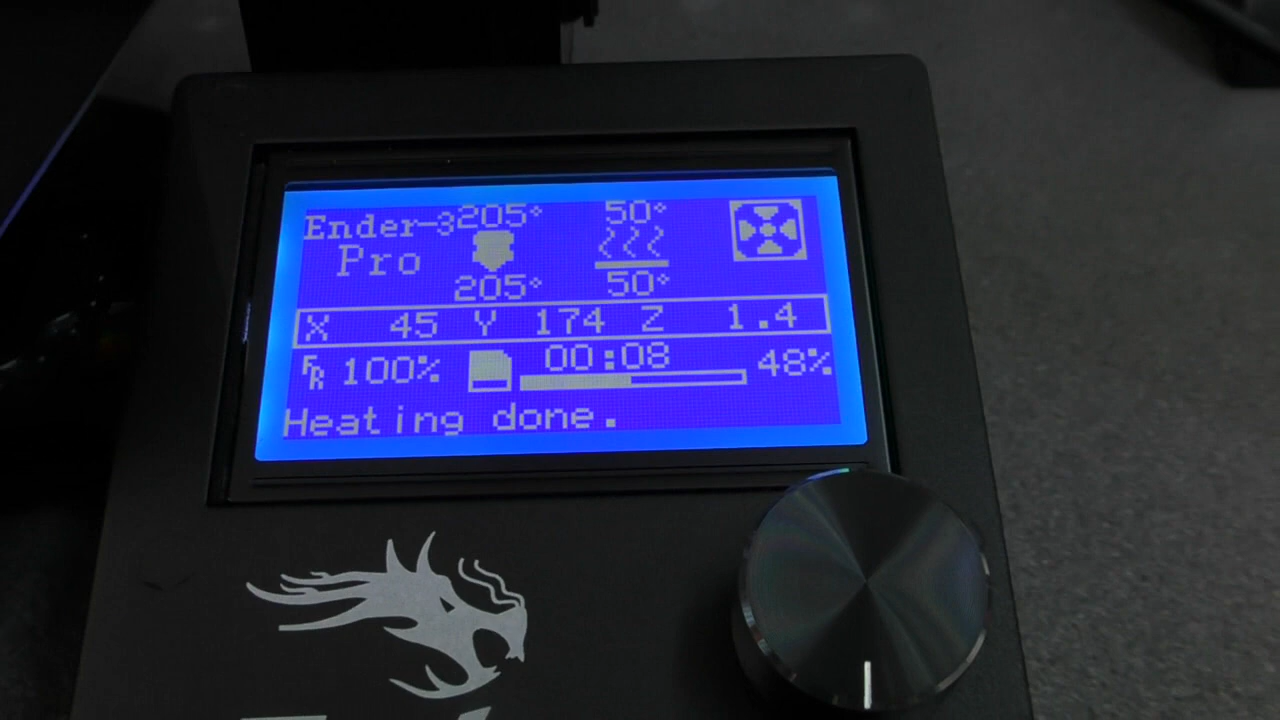 Ender-3 205° 50°
Pro
205° 50°
X 45 Y 174 Z 1.4
FR 100% 00:08 48%
Heating done.